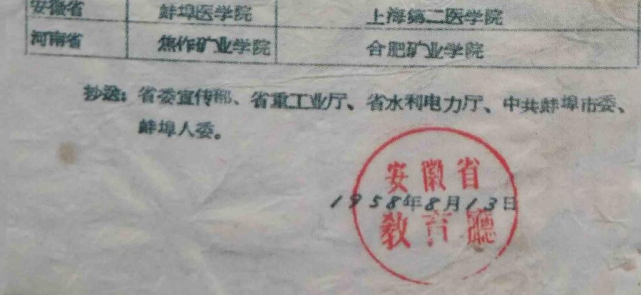 安徽省 蚌埠医学院 上海第二医学院
河南省 焦作矿业学院 合肥矿业学院
抄送：省委宣传部、省重工业厅、省水利电力厅、中共蚌埠市委、
蚌埠人委。
安徽省
1958年8月13日
教育廳